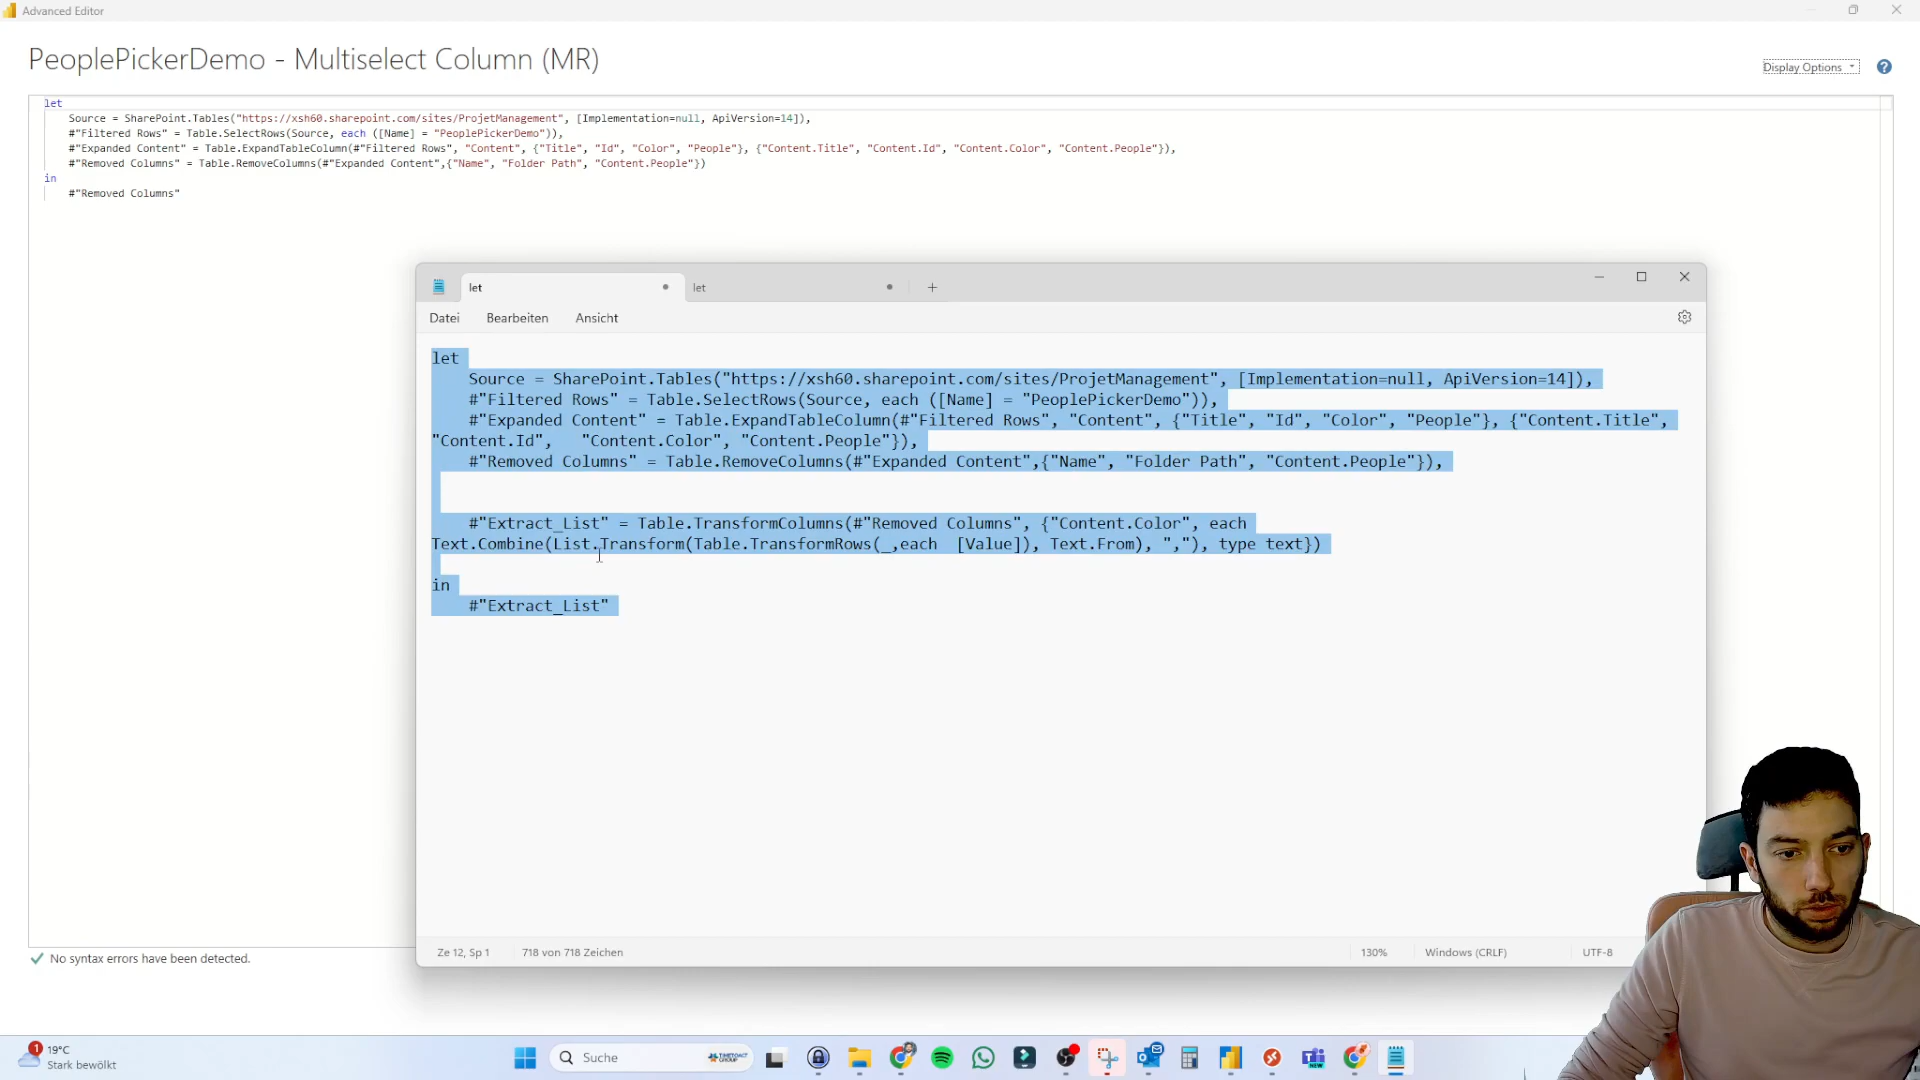 Advanced Editor
PeoplePickerDemo - Multiselect Column (MR)
Display Options
let
Source = SharePoint.Tables("https://xsh60.sharepoint.com/sites/ProjetManagement", [Implementation=null, ApiVersion=14]),
#"Filtered Rows" = Table.SelectRows(Source, each ([Name] = "PeoplePickerDemo")),
#"Expanded Content" = Table.ExpandTableColumn(#"Filtered Rows", "Content", {"Title", "Id", "Color", "People"}, {"Content.Title", "Content.Id", "Content.Color", "Content.People"}),
#"Removed Columns" = Table.RemoveColumns(#"Expanded Content",{"Name", "Folder Path", "Content.People"})
in
#"Removed Columns"
let
let
Datei Bearbeiten Ansicht
let
Source = SharePoint.Tables("https://xsh60.sharepoint.com/sites/ProjetManagement", [Implementation=null, ApiVersion=14]),
#"Filtered Rows" = Table.SelectRows(Source, each ([Name] = "PeoplePickerDemo")),
#"Expanded Content" = Table.ExpandTableColumn(#"Filtered Rows", "Content", {"Title", "Id", "Color", "People"}, {"Content.Title",
"Content.Id", "Content.Color", "Content.People"}),
#"Removed Columns" = Table.RemoveColumns(#"Expanded Content",{"Name", "Folder Path", "Content.People"}),
#"Extract_List" = Table.TransformColumns(#"Removed Columns", {"Content.Color", each
Text.Combine(List.Transform(Table.TransformRows(_,each [Value]), Text.From), ","), type text})
in
#"Extract_List"
Ze 12, Sp 1 718 von 718 Zeichen 130% Windows (CRLF) UTF-8
No syntax errors have been detected.
1
19°C
Stark bewölkt
Suche
TIMETOACT
GROUP
NEW